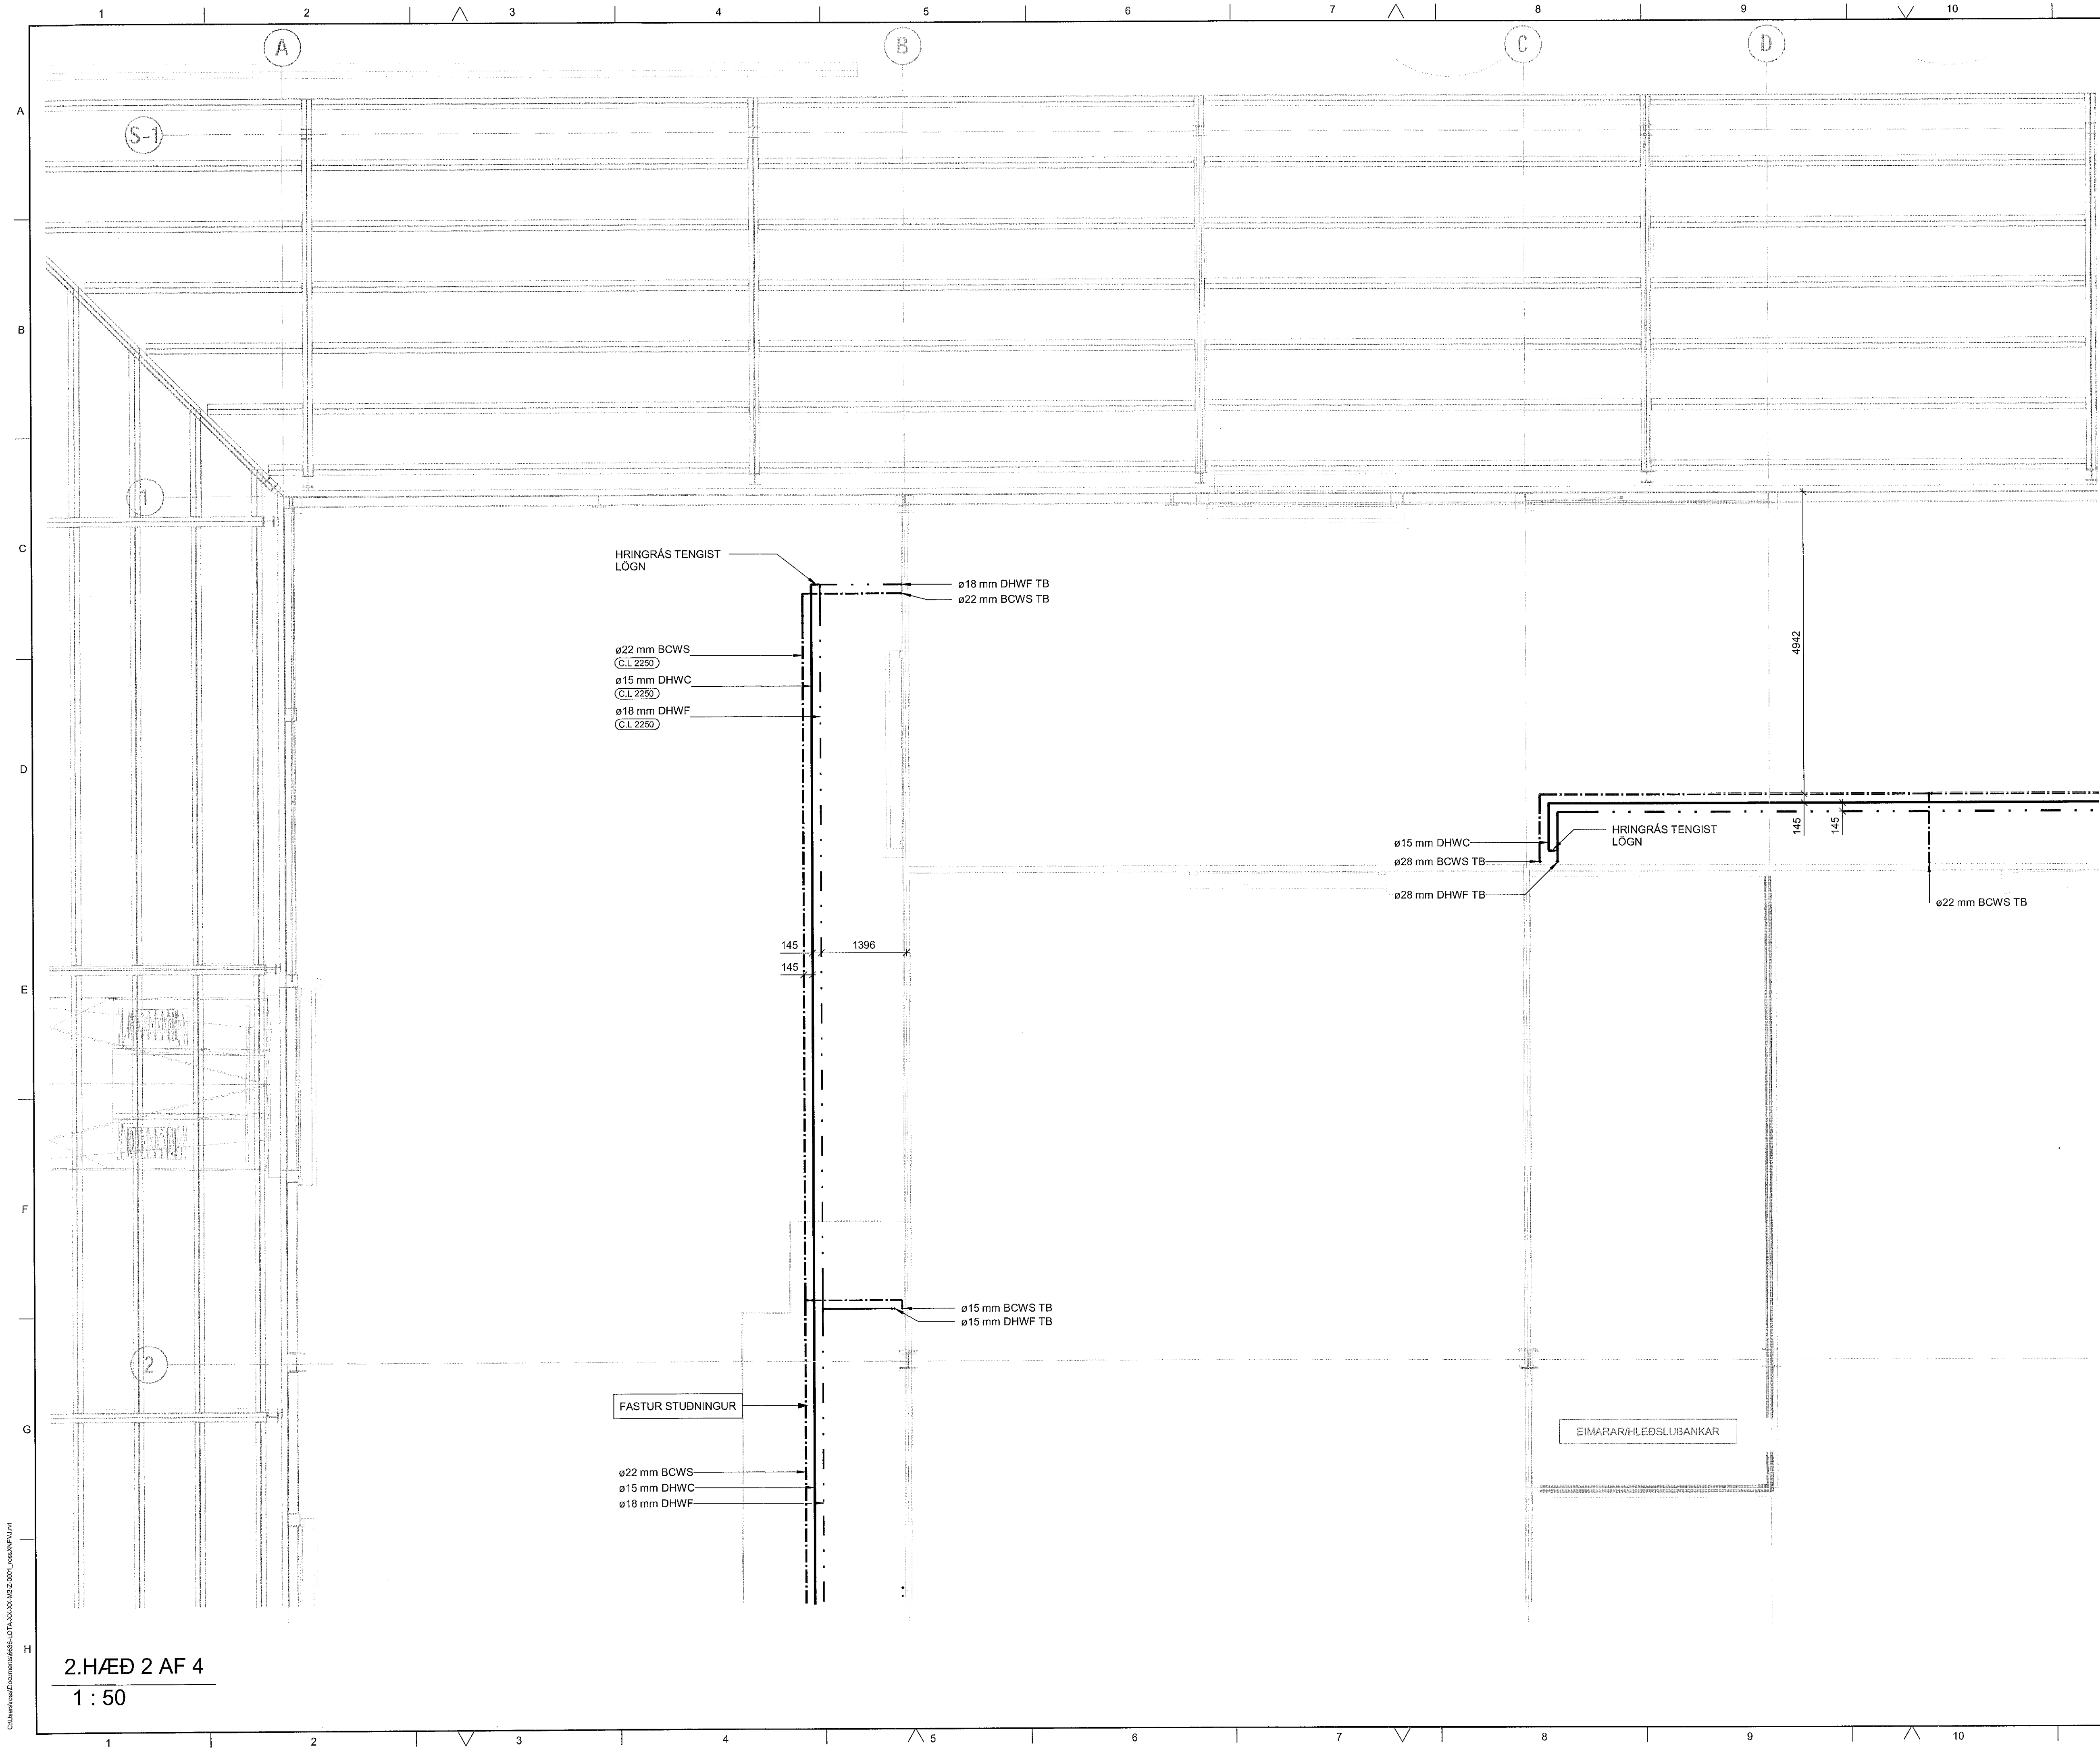 1 2 3 4 5 6 7 8 9 10
A B C D
A
S-1
B
1
C
HRINGRÁS TENGIST
LÖGN
ø18 mm DHWF TB
ø22 mm BCWS TB
ø22 mm BCWS
C.L 2250
ø15 mm DHWC
C.L 2250
ø18 mm DHWF
C.L 2250
4942
D
HRINGRÁS TENGIST
LÖGN
145
145
ø15 mm DHWC
ø28 mm BCWS TB
ø28 mm DHWF TB
ø22 mm BCWS TB
145
1396
145
E
F
ø15 mm BCWS TB
ø15 mm DHWF TB
2
FASTUR STUÐNINGUR
G
EIMARAR/HLEÐSLUBANKAR
ø22 mm BCWS
ø15 mm DHWC
ø18 mm DHWF
H
2.HÆÐ 2 AF 4
1 : 50
1 2 3 4 5 6 7 8 9 10